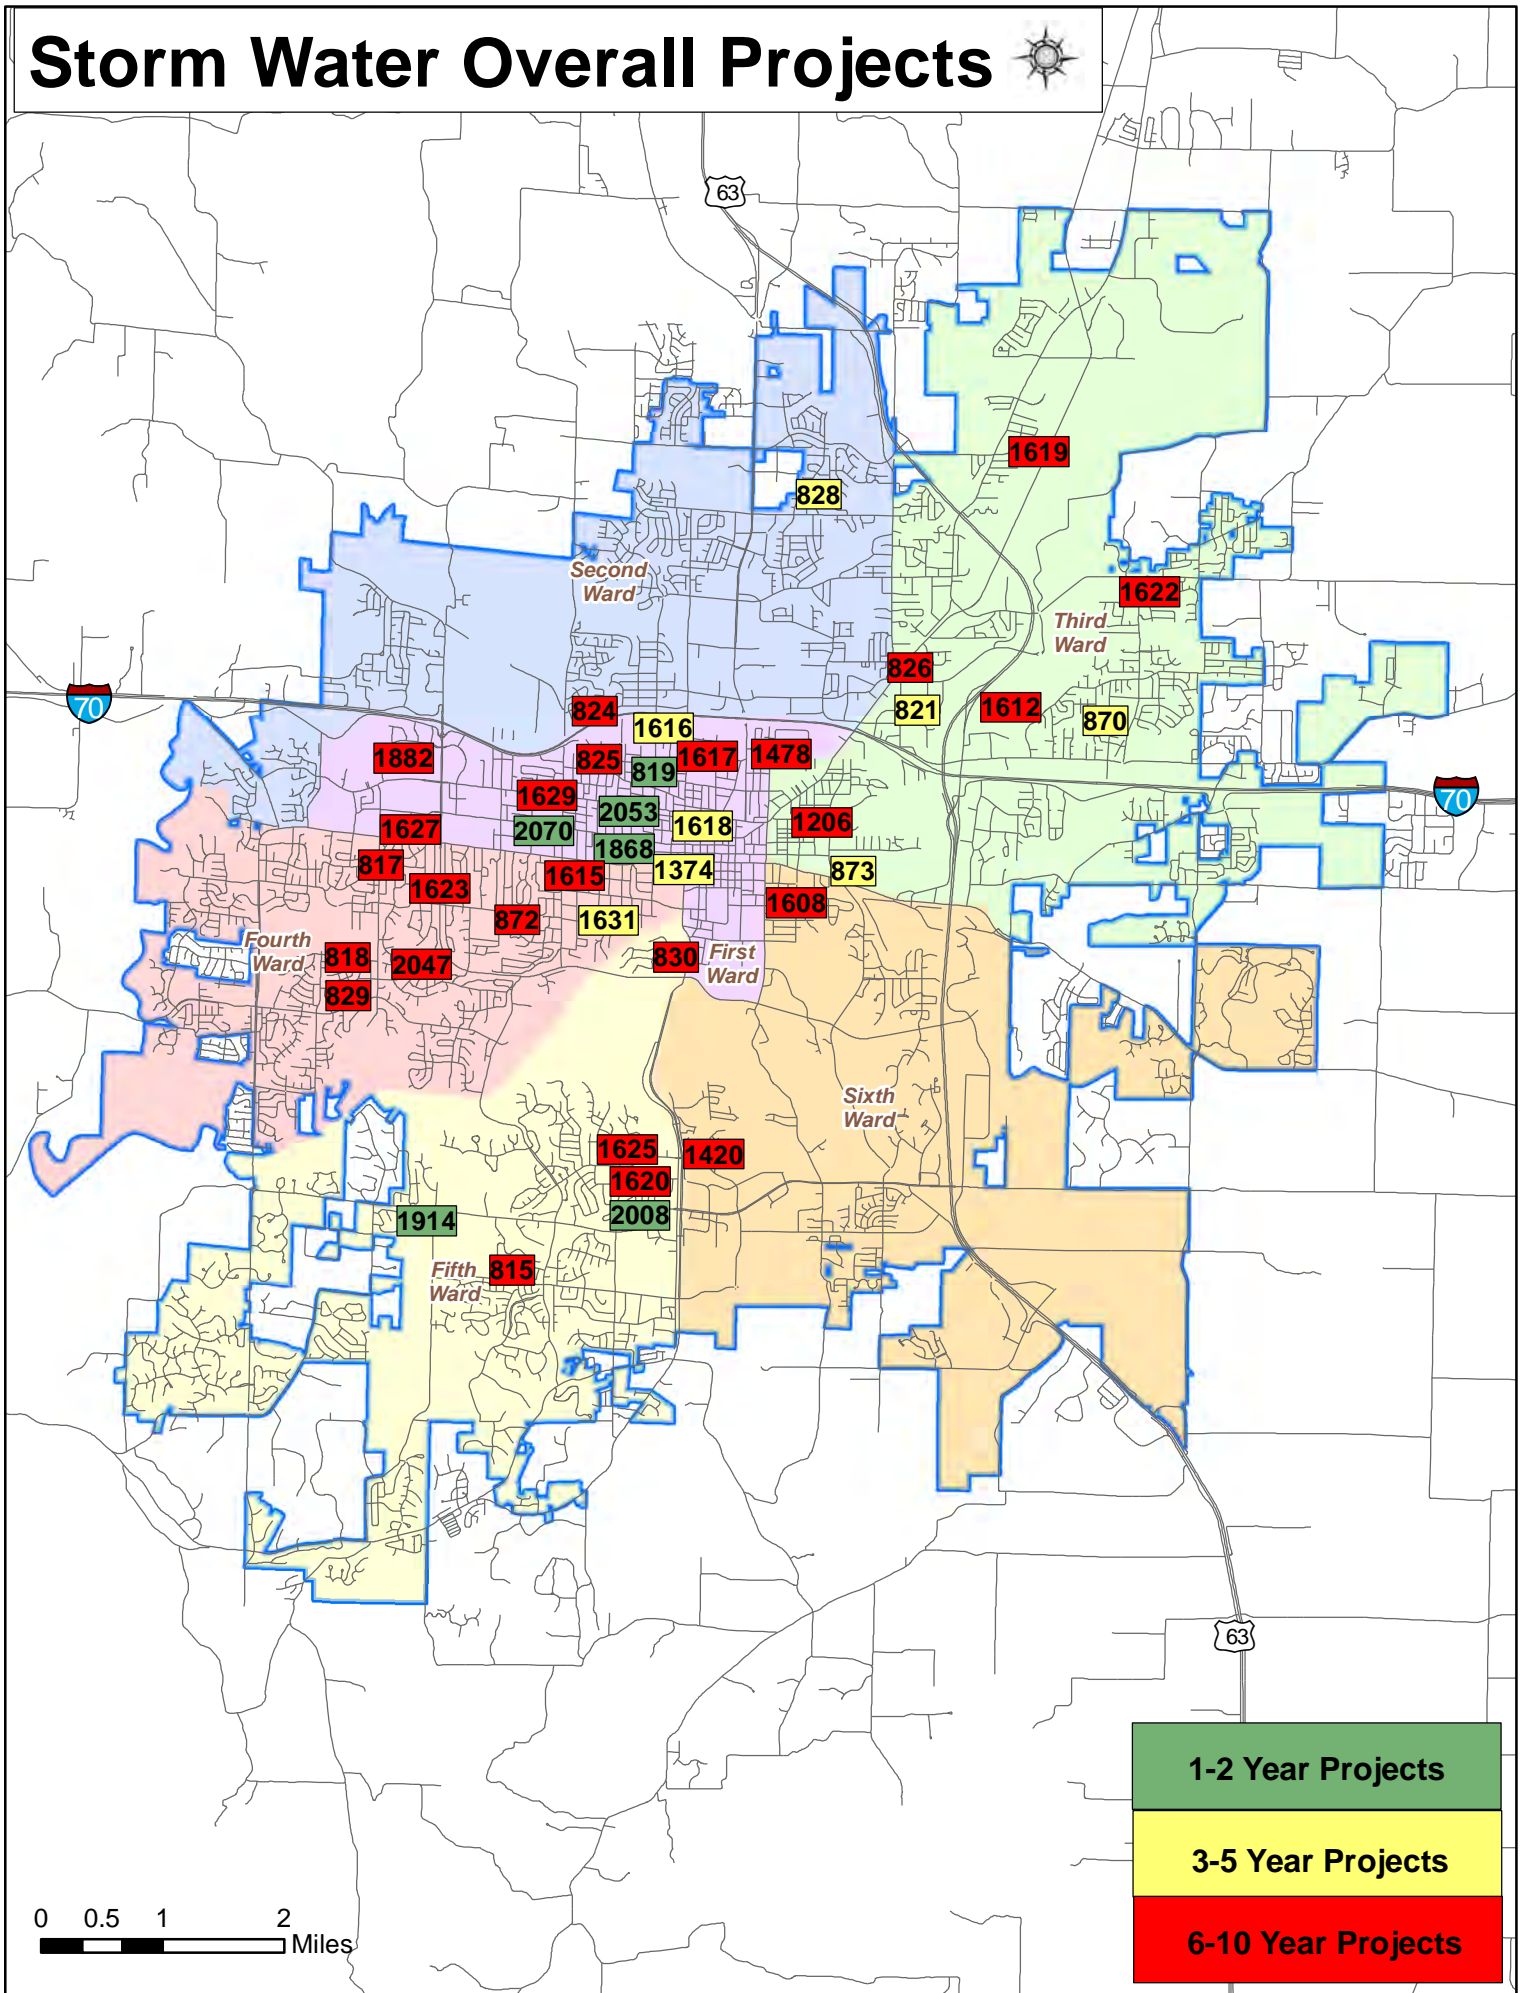 Storm Water Overall Projects
63
1619
828
Second
Ward
1622
Third
Ward
826
70
824
821
1612
870
1616
1882
825
1617
1478
819
70
1629
2053
1206
1627
2070
1618
1868
817
1615
1374
873
1623
1608
872
1631
Fourth
Ward
818
2047
830
First
Ward
829
Sixth
Ward
1625
1420
1620
1914
2008
Fifth
Ward
815
63
1-2 Year Projects
3-5 Year Projects
6-10 Year Projects
0 0.5 1 2
Miles